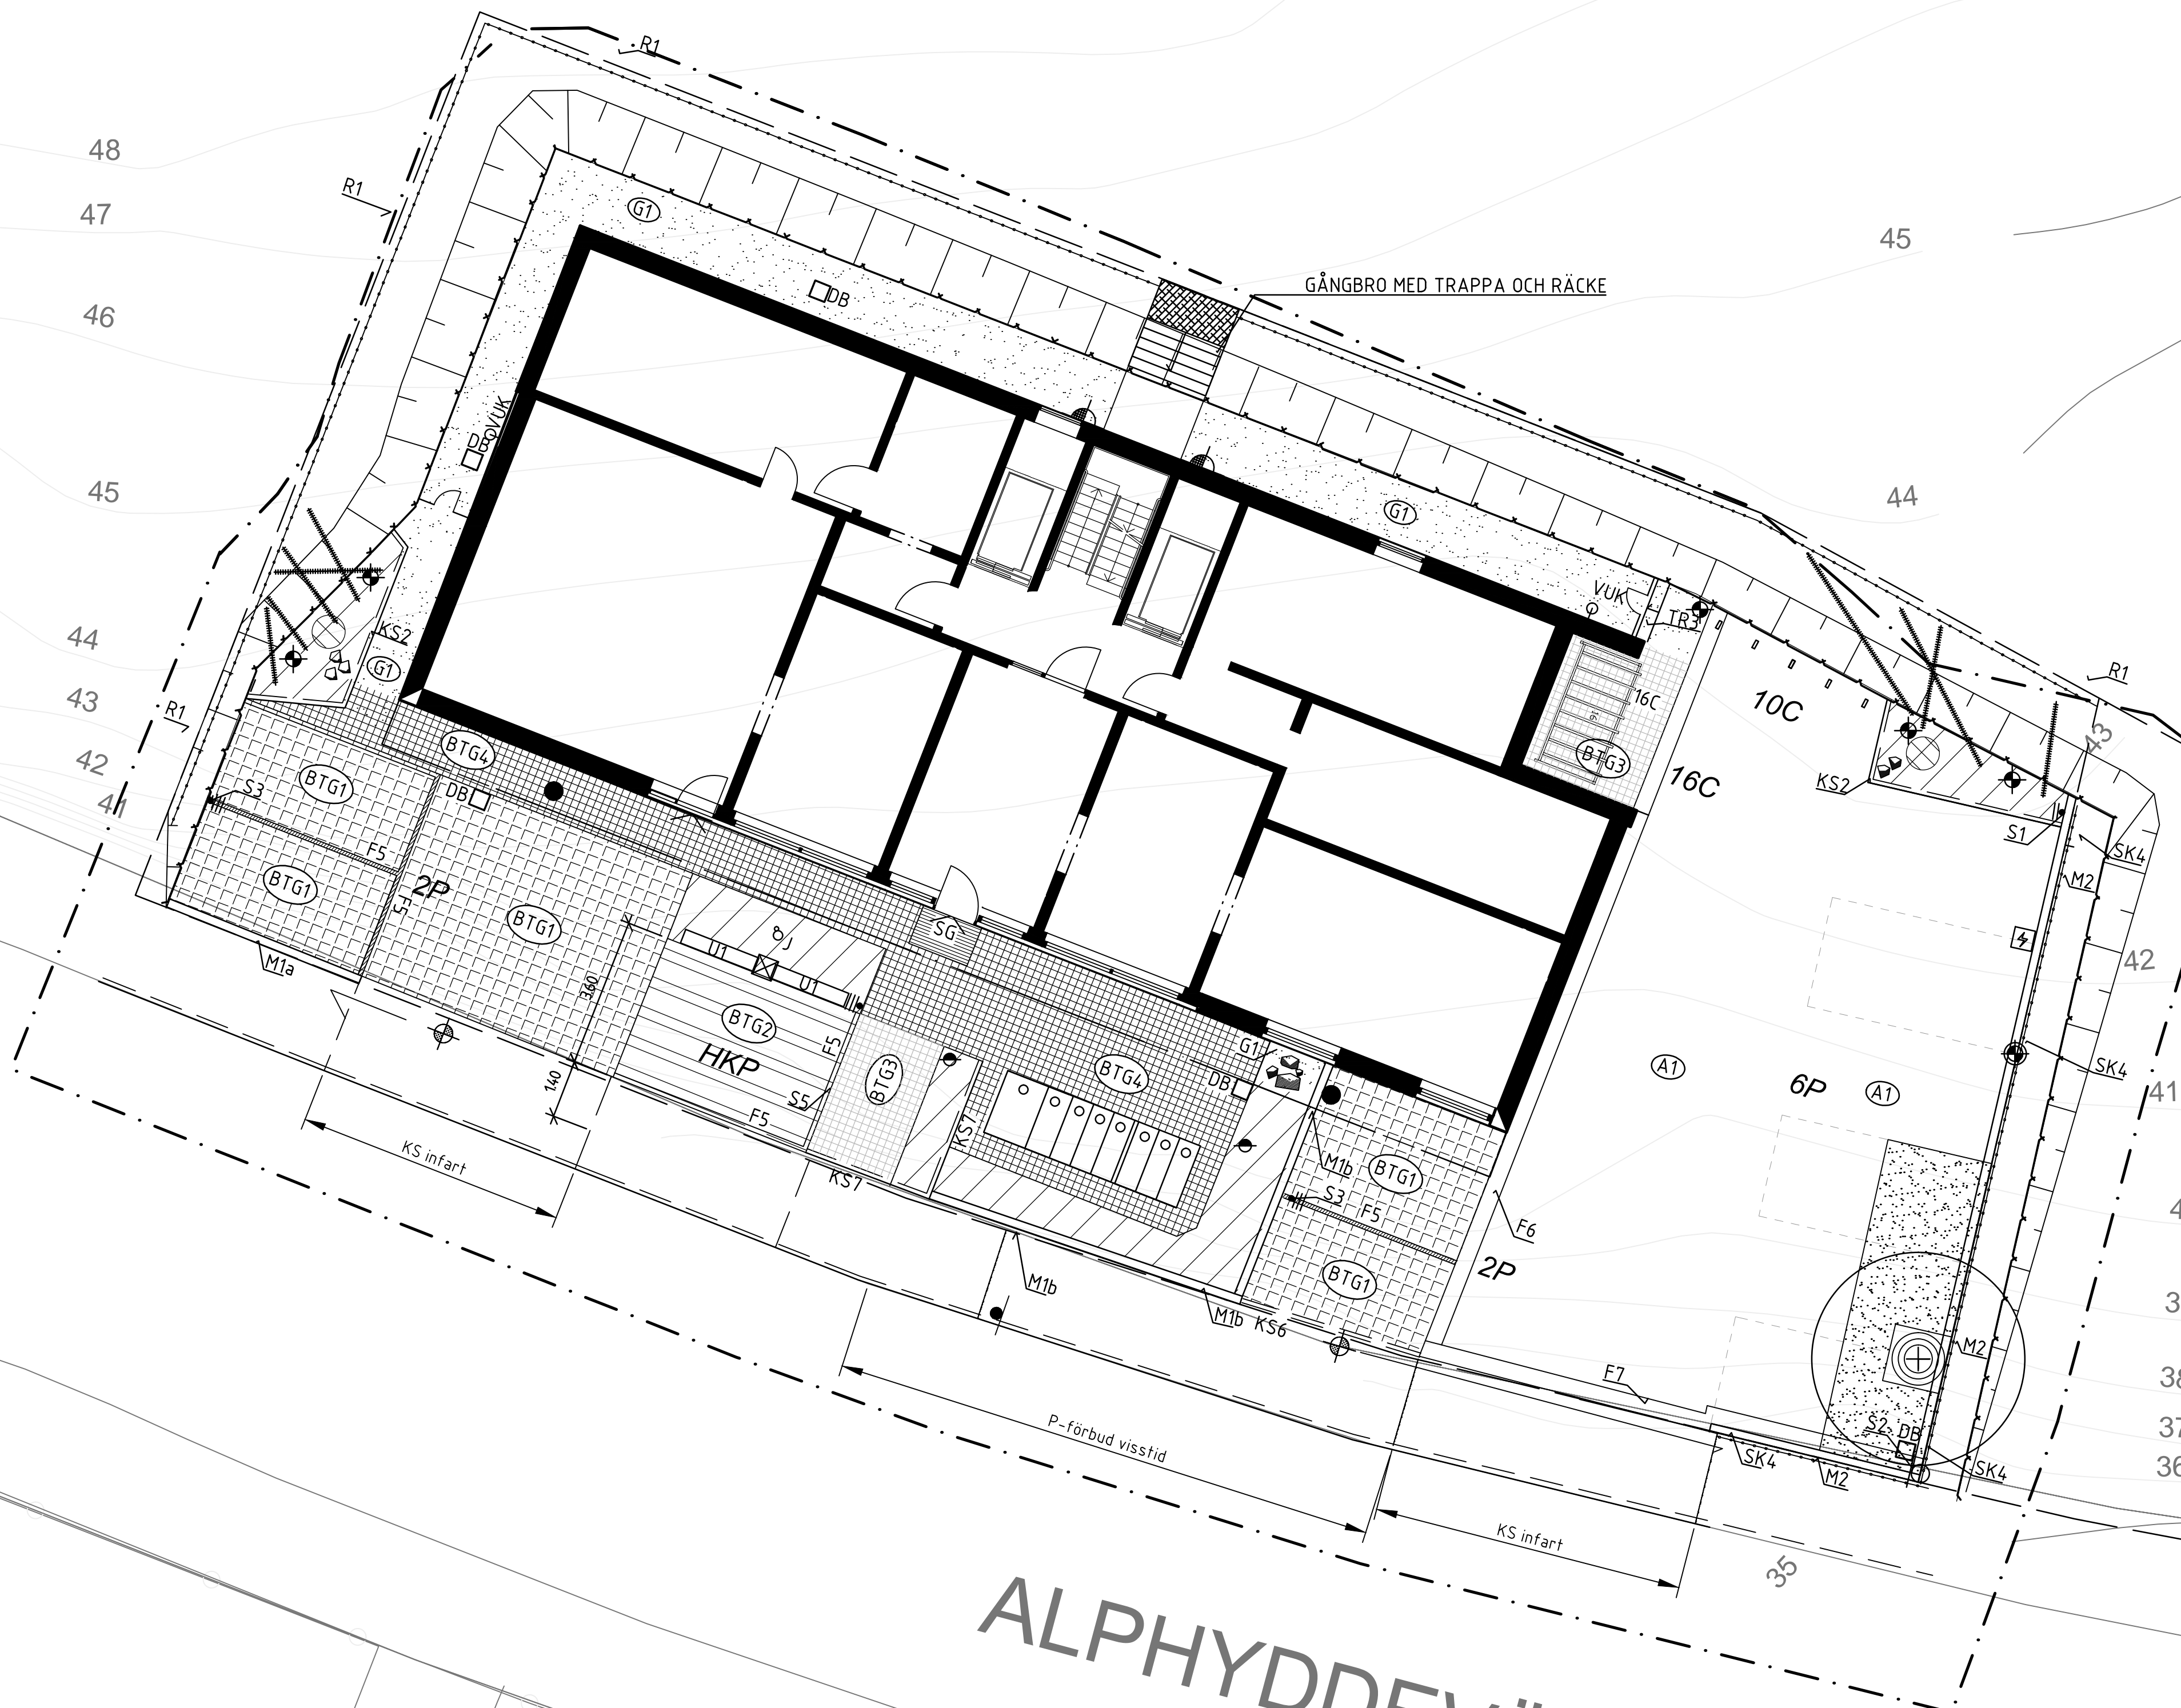 R1
48
R1
47
G1
45
GÅNGBRO MED TRAPPA OCH RÄCKE
DB
46
VUK
DB
45
44
G1
VUK
TR3
44
KS2
G1
R1
16C
10C
43
43
R1
BTG4
BTG3
16C
KS2
42
BTG1
S3
DB
41
S1
SK4
F5
M2
BTG1
2P
F5
BTG1
SG
J
U1
U1
42
M1a
360
BTG2
F5
G1
HKP
BTG3
BTG4
DB
A1
6P
A1
SK4
41
140
S5
F5
KS7
M1b
BTG1
KS infart
KS7
S3
F5
F6
M1b
BTG1
2P
M1b
KS6
F7
M2
38
P-förbud visstid
S2
DB
37
SK4
M2
SK4
36
KS infart
35